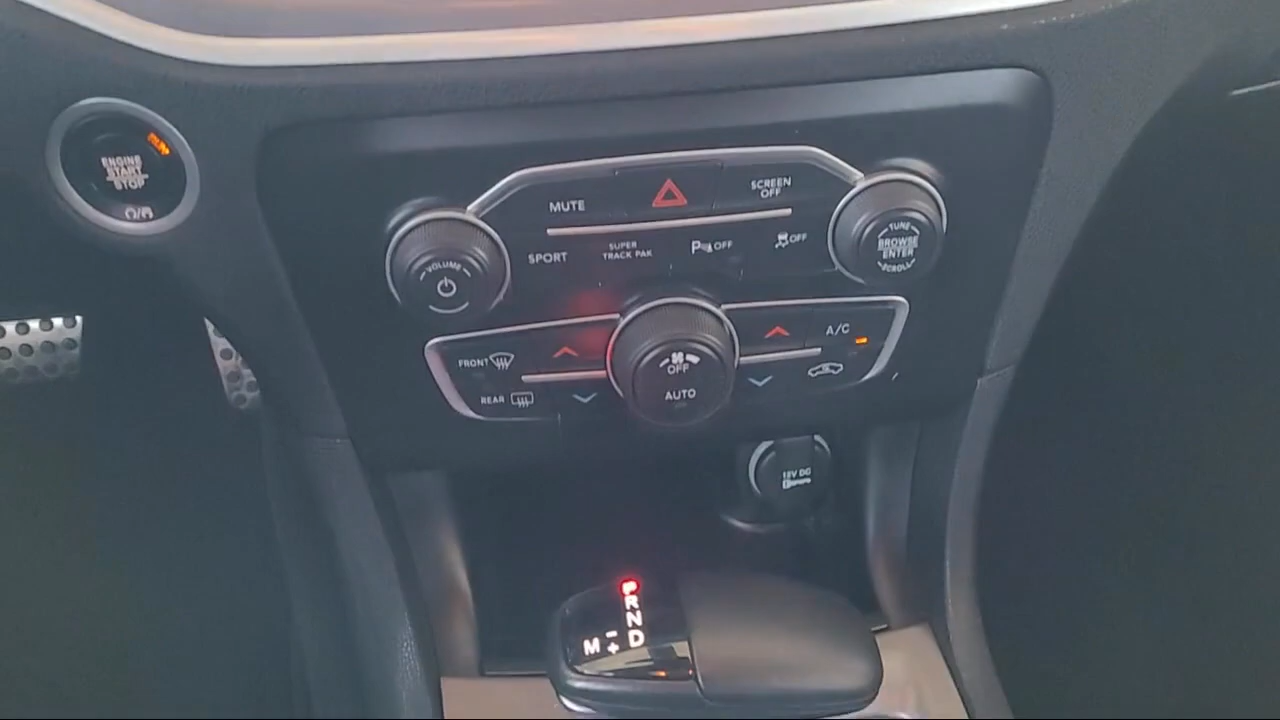 RUN
ENGINE
START
STOP
MUTE
SCREEN
OFF
VOLUME
SPORT
SUPER
TRACK PAK
P OFF
OFF
TUNE
BROWSE
ENTER
SCROLL
FRONT
REAR
OFF
AUTO
A/C
12V DC
P
R
N
D
M
-
+